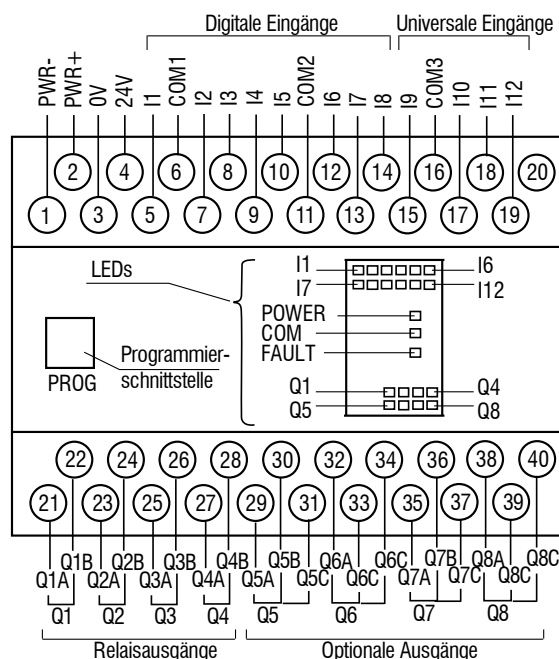 Digitale Eingänge Universale Eingänge
PWR- PWR+ 0V 24V I1 COM1 I2 I3 I4 I5 COM2 I6 I7 I8 I9 COM3 I10 I11 I12
2 4 6 8 10 12 14 16 18 20
1 3 5 7 9 11 13 15 17 19
LEDs
I1 I6
I7 I12
POWER
COM
FAULT
Programmier-
schnittstelle
PROG
Q1 Q4
Q5 Q8
22 24 26 28 30 32 34 36 38 40
21 23 25 27 29 31 33 35 37 39
Q1B Q2B Q3B Q4B Q5B Q6A Q6C Q7B Q8A Q8C
Q1A Q2A Q3A Q4A Q5A Q5C Q6C Q7A Q7C Q8C
Q1 Q2 Q3 Q4 Q5 Q6 Q7 Q8
Relaisausgänge Optionale Ausgänge